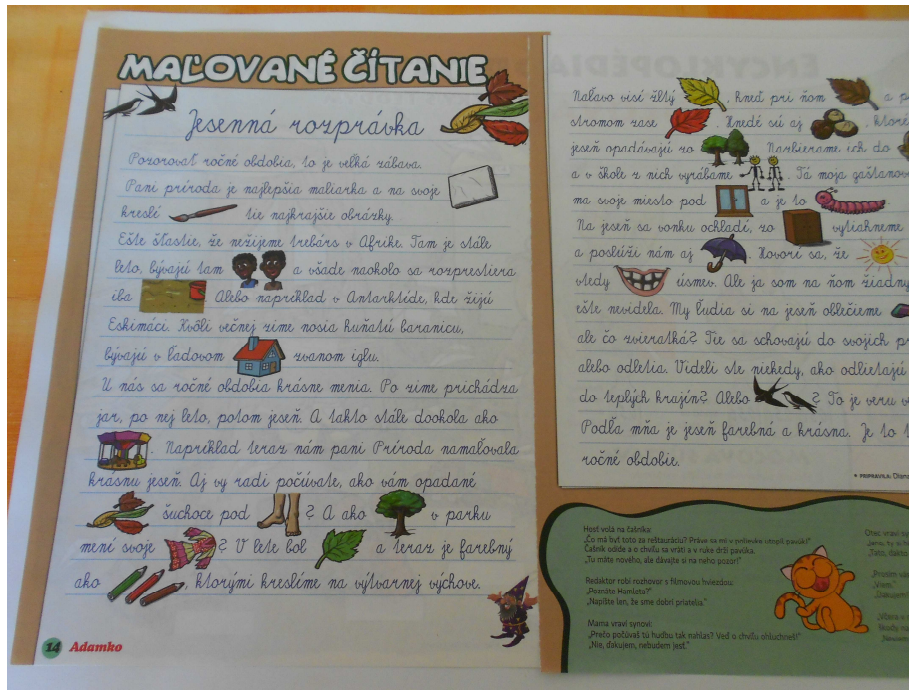 MAĽOVANÉ ČÍTANIE
Jesenná rozprávka
Pozorovať ročné obdobia, to je veľká zábava.
Pani príroda je najlepšia maliarka a na svoje
kreslé tie najkrajšie obrázky.
Ešte šťastie, že nežijeme trebárs v Afrike. Tam je stále
leto, bývajú tam a všade naokolo sa rozprestiera
iba Alebo napríklad v Antarktíde, kde žijú
Eskimáci. Kvôli večnej zime nosia huňatú baranicu,
bývajú v ľadovom zvanom iglu.
U nás sa ročné obdobia krásne menia. Po zime prichádza
jar, po nej leto, potom jeseň. A takto stále dookola ako
. Napríklad teraz nám pani Príroda namaľovala
krásnu jeseň. Aj vy radi počúvate, ako vám opadané
šuchoce pod ? A ako v parku
mení svoje ? V lete bol a teraz je farebný
ako , ktorými kreslíme na výtvarnej výchove.
14 Adamko
Naľavo visí žltý , hneď pri ňom a
stromom zase . Hnedé sú aj , ktoré
jeseň opadávajú zo . Nazbierame ich do
a v škole z nich vyrábame . Tá moja
ma svoje miesto pod a je to .
Na jeseň sa vonku ochladí, zo vytiahneme
a poslúži nám aj . Hovorí sa, že
vtedy úsmev. Ale ja som na ňom žiadny
ešte nevidela. My ľudia si na jeseň oblečieme
ale čo zvieratká? Tie sa schovajú do svojich
alebo odletia. Videli ste niekedy, ako odlietajú
do teplých krajín? Alebo ? To je veru
Podľa mňa je jeseň farebná a krásna. Je to
ročné obdobie.
• PRIPRAVILA: Diana
Hosť volá na čašníka:
„Čo má byť toto za reštauráciu? Práve sa mi v polievke utopil pavúk!"
Čašník odíde a o chvíľu sa vráti a v ruke drží pavúka.
„Tu máte nového, ale dávajte si na neho pozor!"
Redaktor robí rozhovor s filmovou hviezdou:
„Poznáte Hamleta?"
„Napíšte len, že sme dobrí priatelia."
Mama vraví synovi:
„Prečo počúvaš tú hudbu tak nahlas? Veď o chvíľu ohluchneš!"
„Nie, ďakujem, nebudem jesť."
Otec vraví